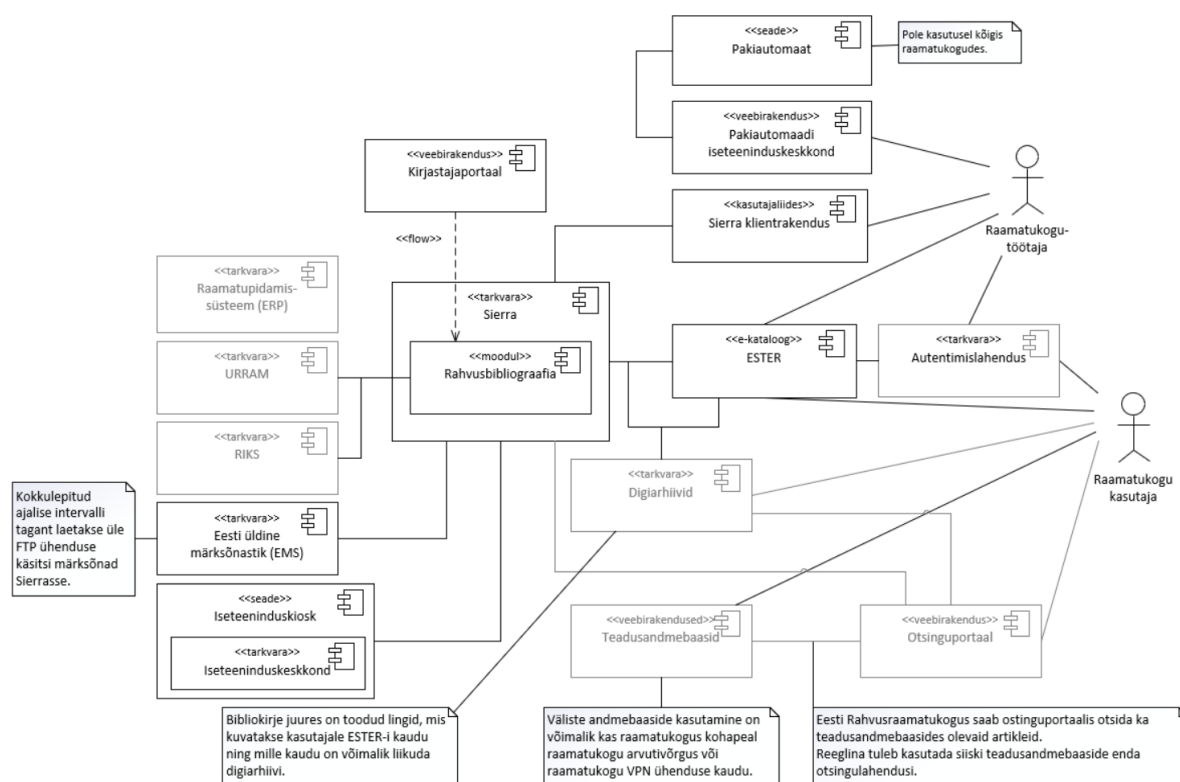 <<seade>>
Pakiautomaat
Pole kasutusel kõigis
raamatukogudes.
<<veebirakendus>>
Pakiautomaadi
iseteeninduskeskkond
<<veebirakendus>>
Kirjastajaportaal
<<kasutajaliides>>
Sierra klientrakendus
Raamatukogu-
töötaja
<<flow>>
<<tarkvara>>
Raamatupidamis-
süsteem (ERP)
<<tarkvara>>
Sierra
<<moodul>>
Rahvusbibliograafia
<<e-kataloog>>
ESTER
<<tarkvara>>
Autentimislahendus
<<tarkvara>>
URRAM
<<tarkvara>>
RIKS
<<tarkvara>>
Digiarhiivid
Raamatukogu
kasutaja
Kokkulepitud
ajalise intervalli
tagant laetakse üle
FTP ühenduse
käsitsi märksõnad
Sierrasse.
<<tarkvara>>
Eesti üldine
märksõnastik (EMS)
<<seade>>
Iseteeninduskiosk
<<tarkvara>>
Iseteeninduskeskkond
<<veebirakendused>>
Teadusandmebaasid
<<veebirakendus>>
Otsinguportaal
Bibliokirje juures on toodud lingid, mis
kuvatakse kasutajale ESTER-i kaudu
ning mille kaudu on võimalik liikuda
digiarhiivi.
Väliste andmebaaside kasutamine on
võimalik kas raamatukogus kohapeal
raamatukogu arvutivõrgus või
raamatukogu VPN ühenduse kaudu.
Eesti Rahvusraamatukogus saab ostinguportaalis otsida ka
teadusandmebaasides olevaid artikleid.
Reeglina tuleb kasutada siiski teadusandmebaaside enda
otsingulahendusi.